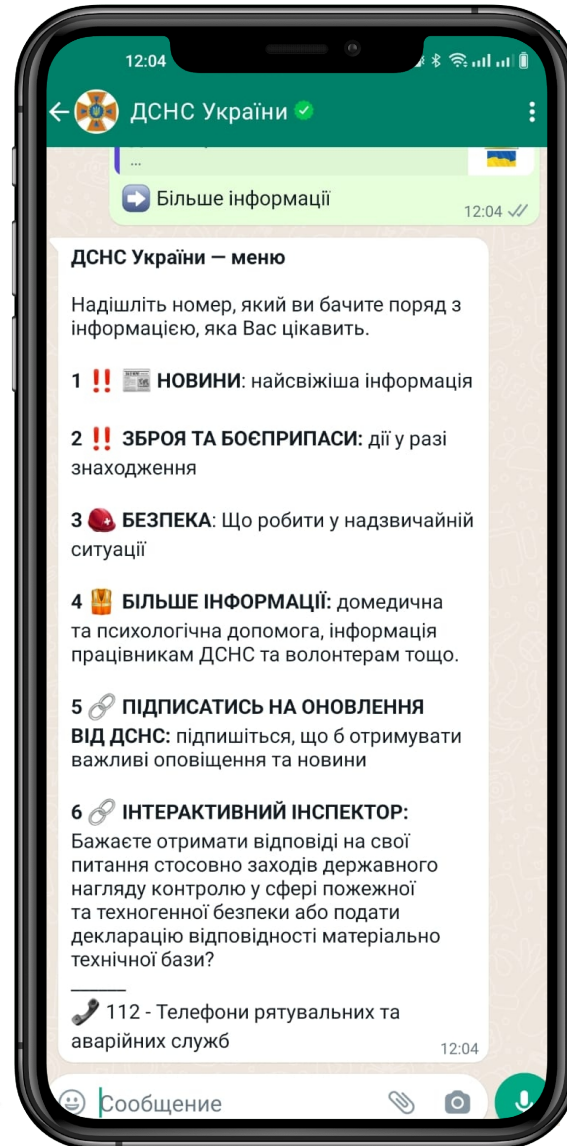 12:04
ДСНС України
...
Більше інформації
12:04
ДСНС України — меню
Надішліть номер, який ви бачите поряд з
інформацією, яка Вас цікавить.
1 ‼️ 📰 НОВИНИ: найсвіжіша інформація
2 ‼️ ЗБРОЯ ТА БОЄПРИПАСИ: дії у разі
знаходження
3 ⛑️ БЕЗПЕКА: Що робити у надзвичайній
ситуації
4 🦺 БІЛЬШЕ ІНФОРМАЦІЇ: домедична
та психологічна допомога, інформація
працівникам ДСНС та волонтерам тощо.
5 🔗 ПІДПИСАТИСЬ НА ОНОВЛЕННЯ
ВІД ДСНС: підпишіться, що б отримувати
важливі оповіщення та новини
6 🔗 ІНТЕРАКТИВНИЙ ІНСПЕКТОР:
Бажаєте отримати відповіді на свої
питання стосовно заходів державного
нагляду контролю у сфері пожежної
та техногенної безпеки або подати
декларацію відповідності матеріально
технічної бази?
______
📞 112 - Телефони рятувальних та
аварійних служб
12:04
Сообщение